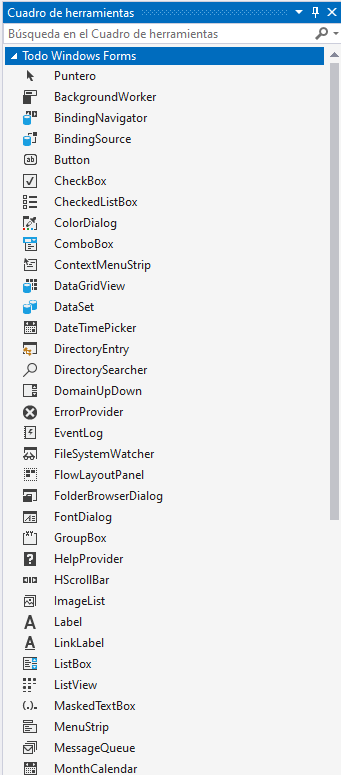 Cuadro de herramientas
Búsqueda en el Cuadro de herramientas
Todo Windows Forms
Puntero
BackgroundWorker
BindingNavigator
BindingSource
Button
CheckBox
CheckedListBox
ColorDialog
ComboBox
ContextMenuStrip
DataGridView
DataSet
DateTimePicker
DirectoryEntry
DirectorySearcher
DomainUpDown
ErrorProvider
EventLog
FileSystemWatcher
FlowLayoutPanel
FolderBrowserDialog
FontDialog
GroupBox
HelpProvider
HScrollBar
ImageList
Label
LinkLabel
ListBox
ListView
MaskedTextBox
MenuStrip
MessageQueue
MonthCalendar